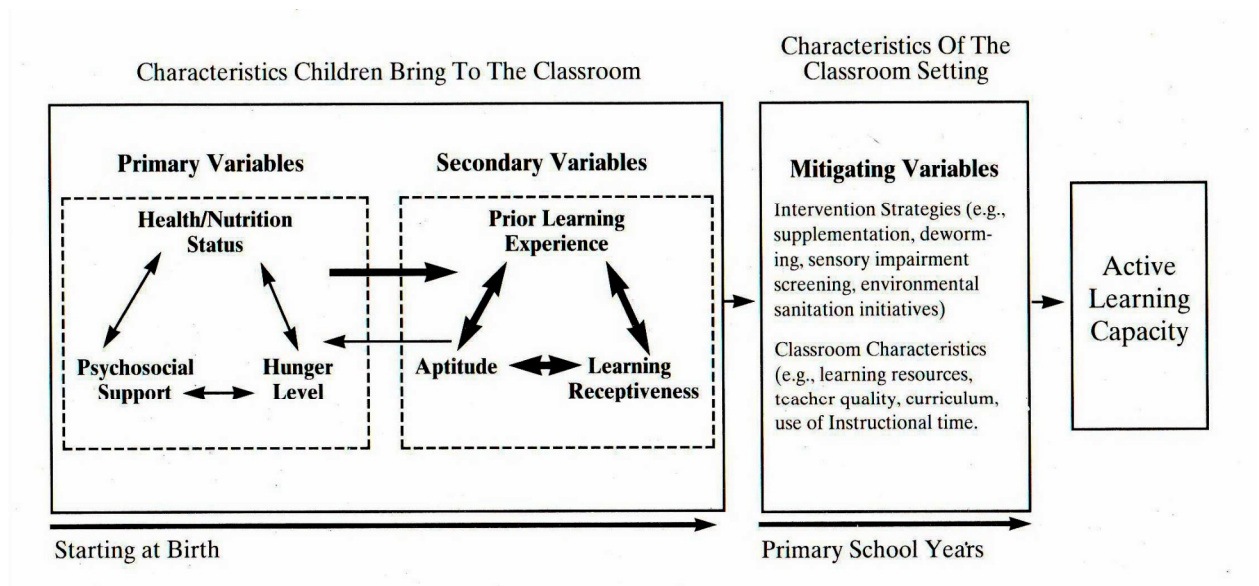 Characteristics Children Bring To The Classroom
Characteristics Of The
Classroom Setting
Primary Variables
Health/Nutrition
Status
Psychosocial
Support
Hunger
Level
Secondary Variables
Prior Learning
Experience
Aptitude
Learning
Receptiveness
Mitigating Variables
Intervention Strategies (e.g.,
supplementation, deworm-
ing, sensory impairment
screening, environmental
sanitation initiatives)
Classroom Characteristics
(e.g., learning resources,
teacher quality, curriculum,
use of Instructional time.
Active
Learning
Capacity
Starting at Birth
Primary School Years